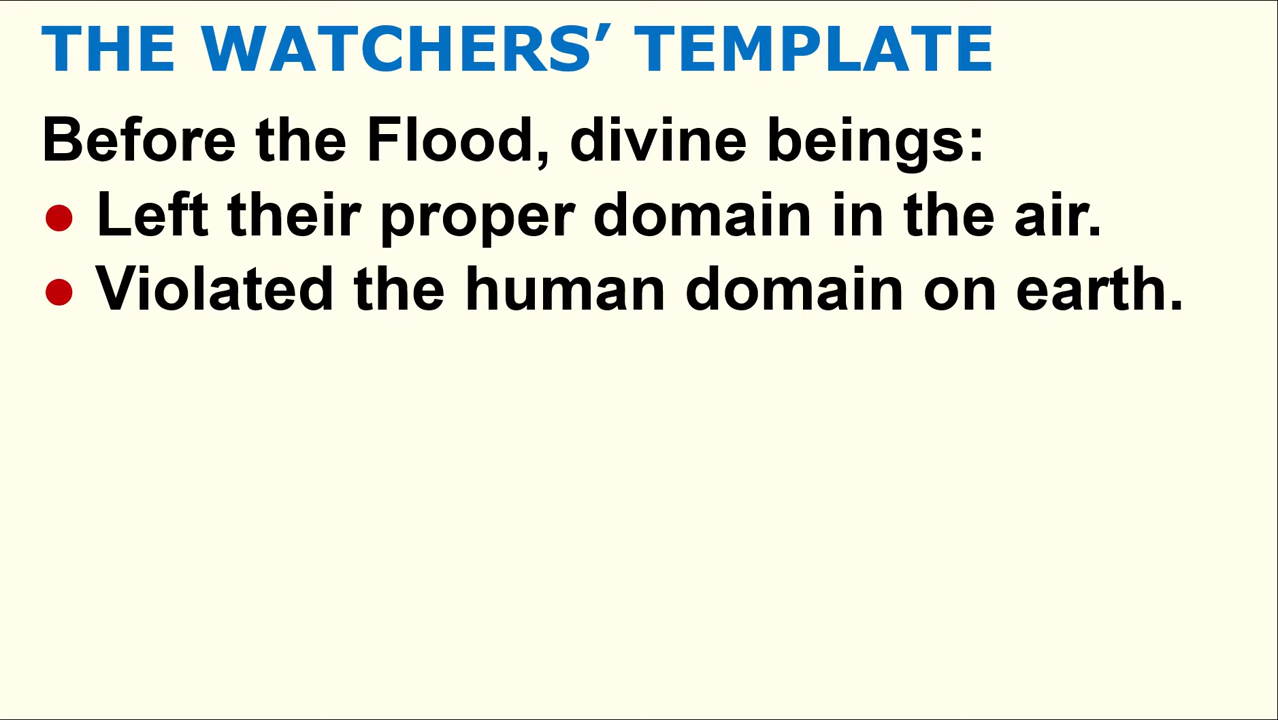 THE WATCHERS’ TEMPLATE
Before the Flood, divine beings:
● Left their proper domain in the air.
● Violated the human domain on earth.